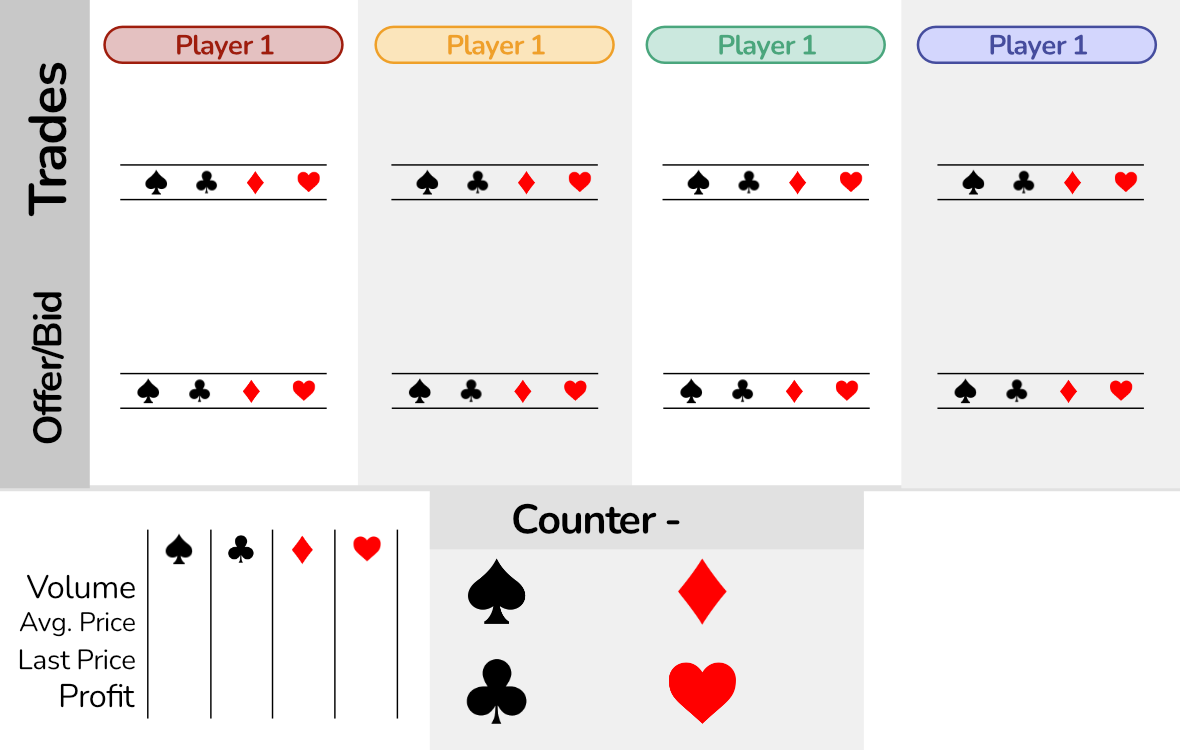 Player 1 Player 1 Player 1 Player 1
Trades
Offer/Bid
Counter -
Volume
Avg. Price
Last Price
Profit